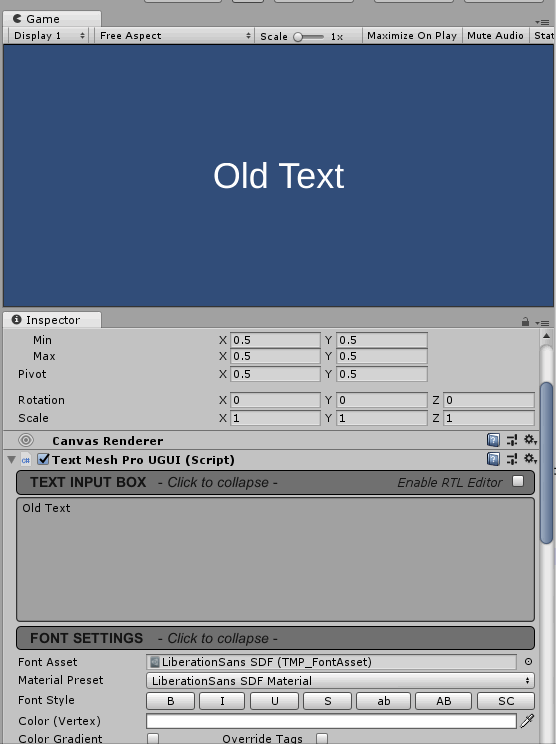 Game
Display 1 Free Aspect Scale 1x Maximize On Play Mute Audio Stat
Old Text
Inspector
Min X 0.5 Y 0.5
Max X 0.5 Y 0.5
Pivot X 0.5 Y 0.5
Rotation X 0 Y 0 Z 0
Scale X 1 Y 1 Z 1
Canvas Renderer
c# Text Mesh Pro UGUI (Script)
TEXT INPUT BOX - Click to collapse - Enable RTL Editor
Old Text
FONT SETTINGS - Click to collapse -
Font Asset LiberationSans SDF (TMP_FontAsset)
Material Preset LiberationSans SDF Material
Font Style B I U S ab AB SC
Color (Vertex)
Color Gradient Override Tags